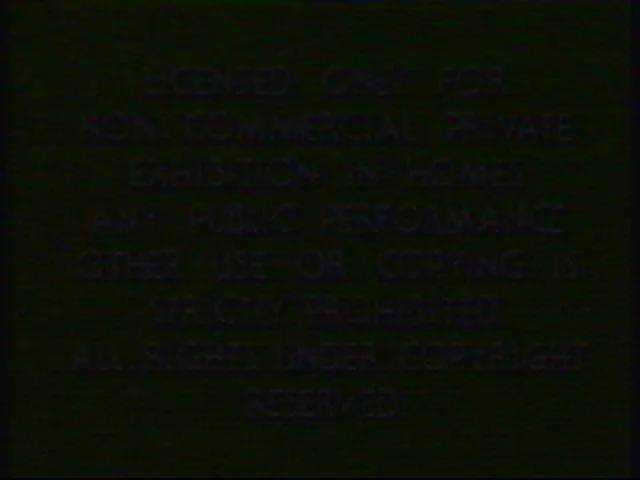 LICENSED ONLY FOR
NON COMMERCIAL PRIVATE
EXHIBITION IN HOMES
ANY PUBLIC PERFORMANCE
OTHER USE OR COPYING IS
STRICTLY PROHIBITED
ALL RIGHTS UNDER COPYRIGHT
RESERVED